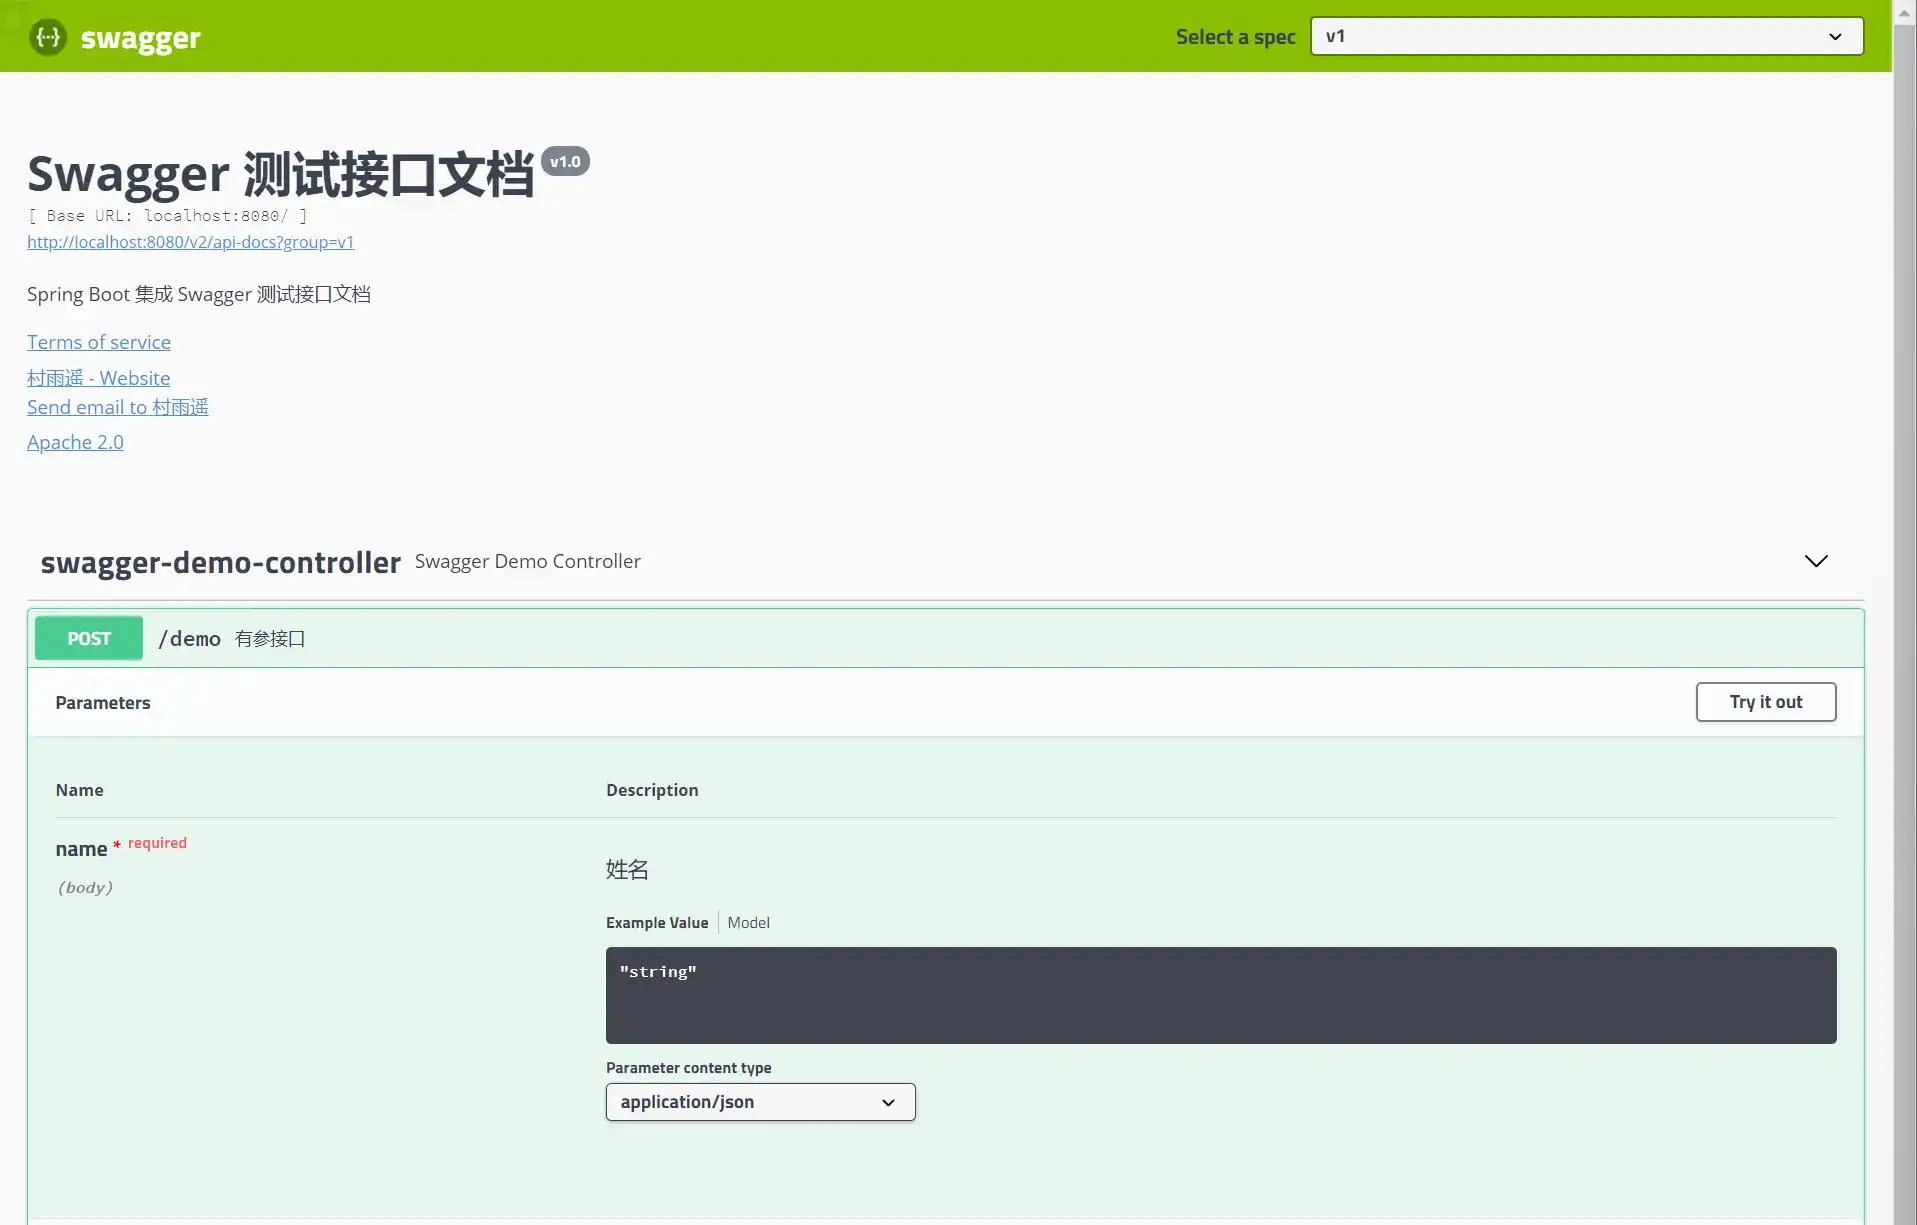 swagger
Select a spec
v1
Swagger 测试接口文档 v1.0
[ Base URL: localhost:8080/ ]
http://localhost:8080/v2/api-docs?group=v1
Spring Boot 集成 Swagger 测试接口文档
Terms of service
村雨遥 - Website
Send email to 村雨遥
Apache 2.0
swagger-demo-controller Swagger Demo Controller
POST /demo 有参接口
Parameters
Try it out
Name Description
name * required
(body)
姓名
Example Value Model
"string"
Parameter content type
application/json